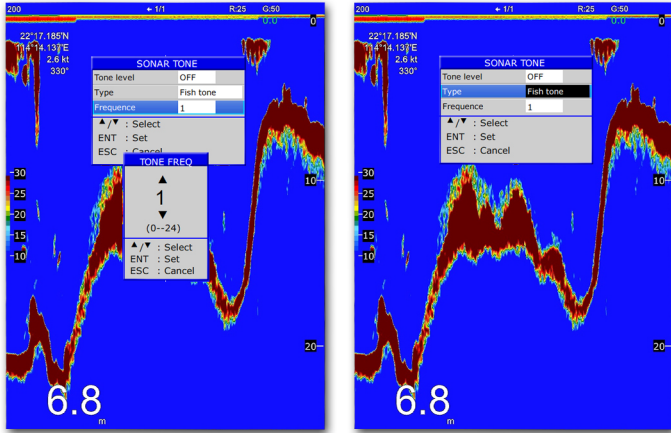 200 ← 1/1 R:25 G:50
0.0 0
22°17.185'N
114°14.137'E
2.6 kt
330°
SONAR TONE
Tone level OFF
Type Fish tone
Frequence 1
▲/▼ : Select
ENT : Set
ESC : Cancel
TONE FREQ
▲
1
▼
(0--24)
▲/▼ : Select
ENT : Set
ESC : Cancel
30
25
20
15
10
10
20
6.8
m
200 ← 1/1 R:25 G:50
0.0 0
22°17.185'N
114°14.137'E
2.6 kt
330°
SONAR TONE
Tone level OFF
Type Fish tone
Frequence 1
▲/▼ : Select
ENT : Set
ESC : Cancel
30
25
20
15
10
10
20
6.8
m